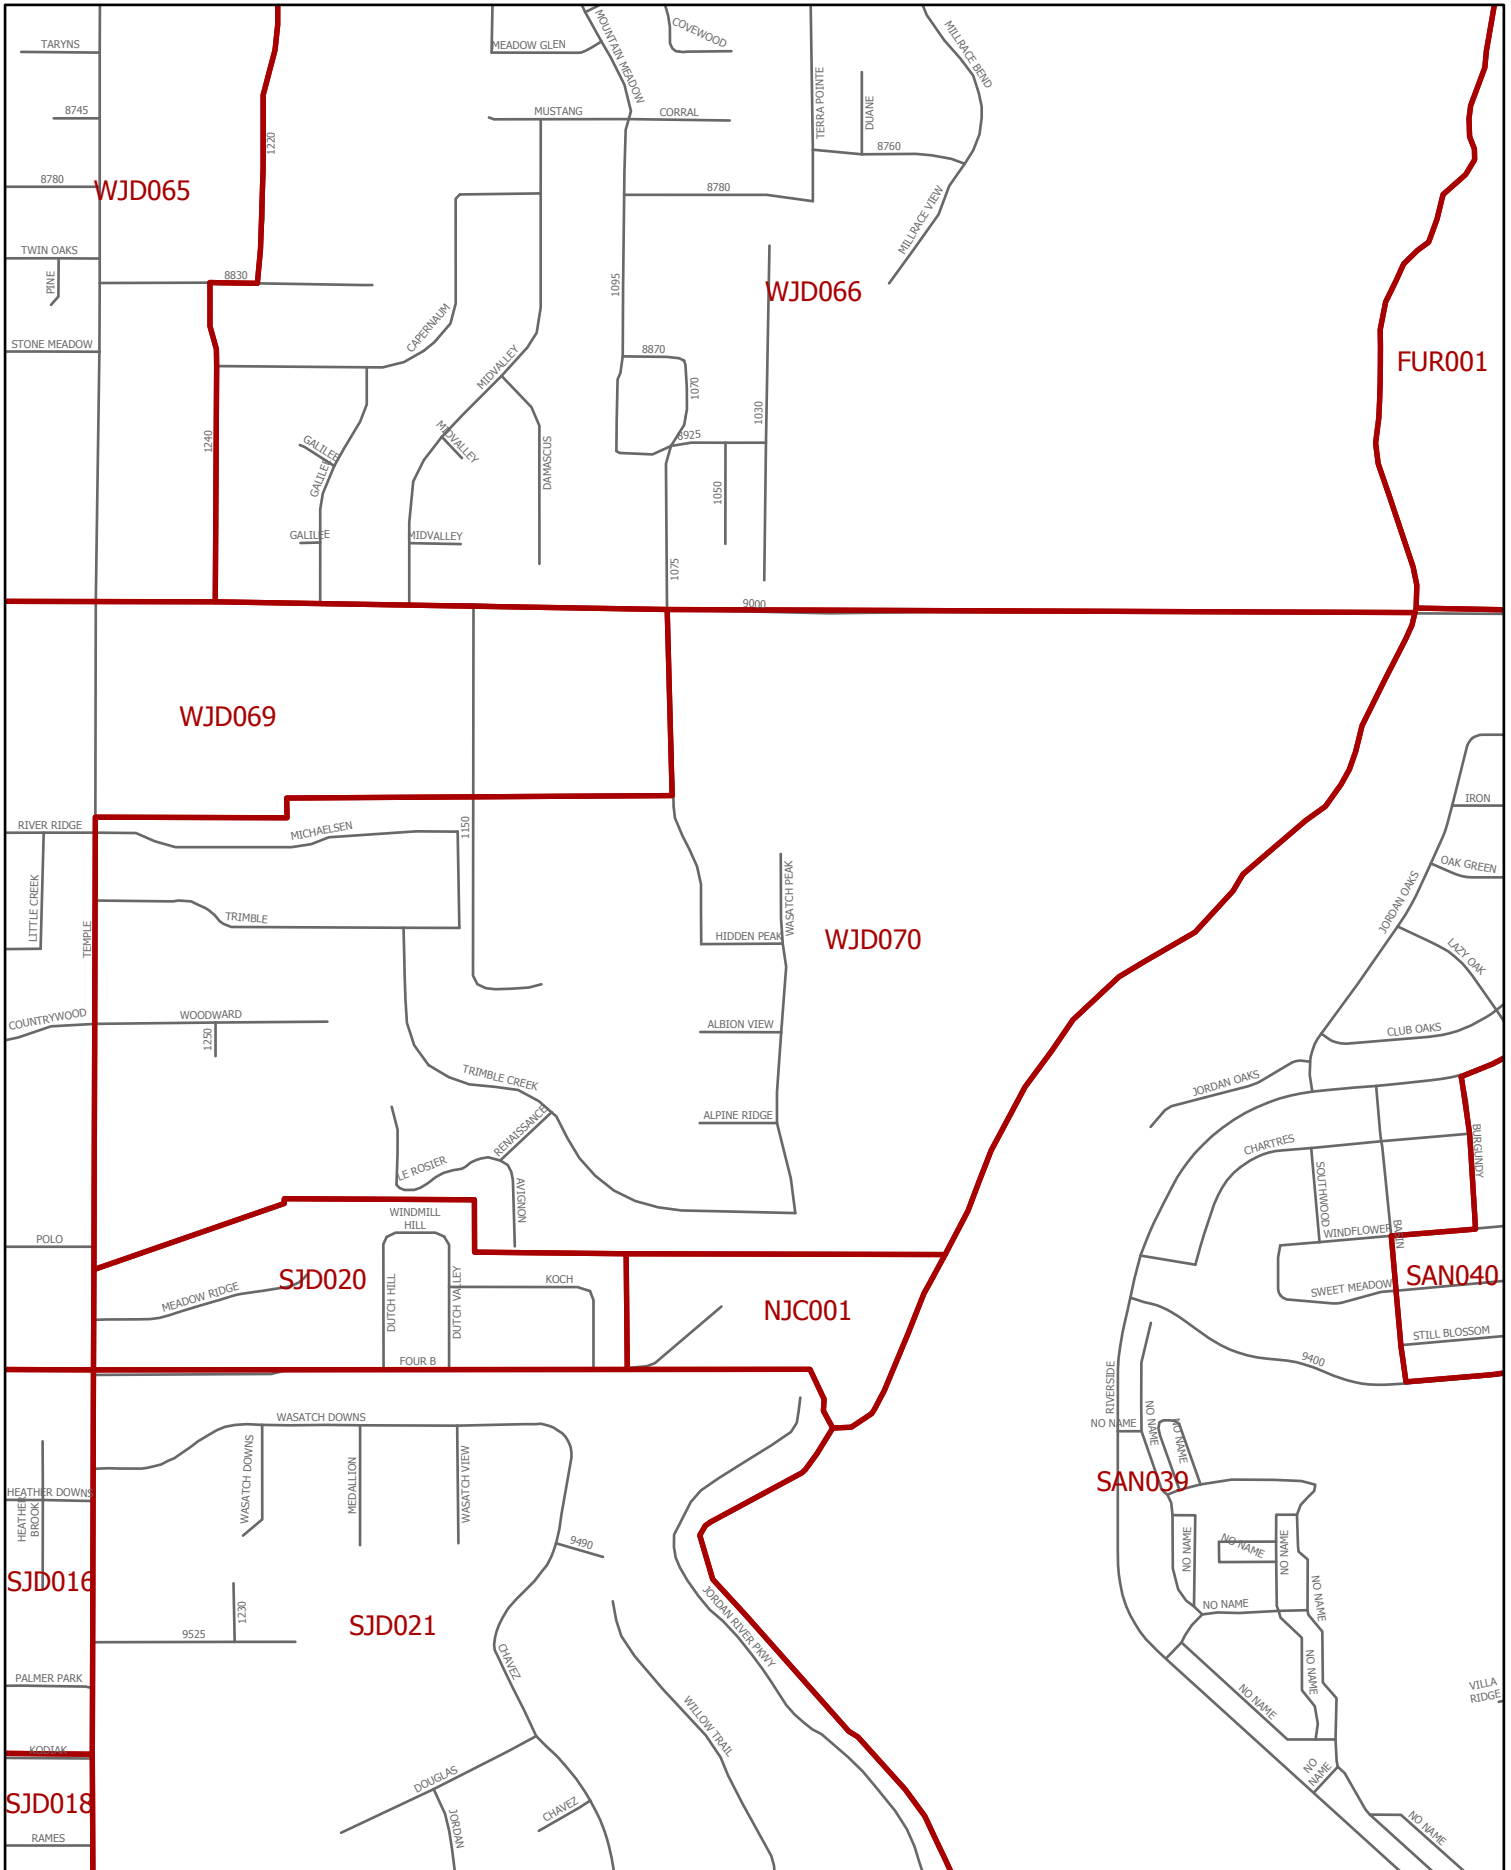 TARYNS
MEADOW GLEN
MOUNTAIN MEADOW
COVEWOOD
MILLRACE BEND
8745
1220
MUSTANG
CORRAL
TERRA POINTE
DUANE
8760
8780
WJD065
8780
MILLRACE VIEW
TWIN OAKS
PINE
8830
1095
WJD066
STONE MEADOW
CAPERNAUM
MIDVALLEY
8870
1070
FUR001
1240
GALILEE
GALILEE
MIDVALLEY
DAMASCUS
8925
1030
1050
GALILEE
MIDVALLEY
1075
9000
WJD069
RIVER RIDGE
MICHAELSEN
1150
IRON
LITTLE CREEK
WASATCH PEAK
OAK GREEN
TRIMBLE
TEMPLE
HIDDEN PEAK
WJD070
JORDAN OAKS
LAZY OAK
COUNTRYWOOD
WOODWARD
1250
ALBION VIEW
CLUB OAKS
TRIMBLE CREEK
JORDAN OAKS
RENAISSANCE
ALPINE RIDGE
CHARTRES
BURGUNDY
LE ROSIER
AVIGNON
SOUTHWOOD
WINDMILL
HILL
POLO
WINDFLOWER
BASIN
SJD020
MEADOW RIDGE
DUTCH HILL
DUTCH VALLEY
KOCH
NJC001
SAN040
SWEET MEADOW
FOUR B
STILL BLOSSOM
9400
RIVERSIDE
WASATCH DOWNS
NO NAME
NO NAME
NO NAME
WASATCH DOWNS
MEDALLION
WASATCH VIEW
SAN039
HEATHER DOWNS
HEATHER
BROOK
9490
NO NAME
NO NAME
NO NAME
SJD016
1230
NO NAME
NO NAME
9525
SJD021
JORDAN RIVER PKWY
CHAVEZ
NO NAME
PALMER PARK
NO NAME
VILLA
RIDGE
WILLOW TRAIL
KODIAK
NO
NAME
DOUGLAS
SJD018
JORDAN
CHAVEZ
NO NAME
RAMES